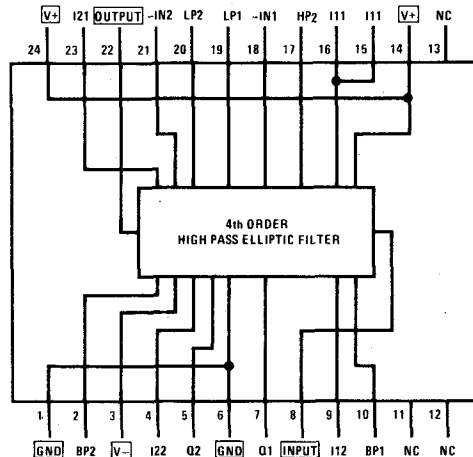 V+ I21 OUTPUT -IN2 LP2 LP1 -IN1 HP2 I11 I11 V+ NC
24 23 22 21 20 19 18 17 16 15 14 13
4th ORDER
HIGH PASS ELLIPTIC FILTER
1 2 3 4 5 6 7 8 9 10 11 12
GND BP2 V- I22 Q2 GND Q1 INPUT I12 BP1 NC NC